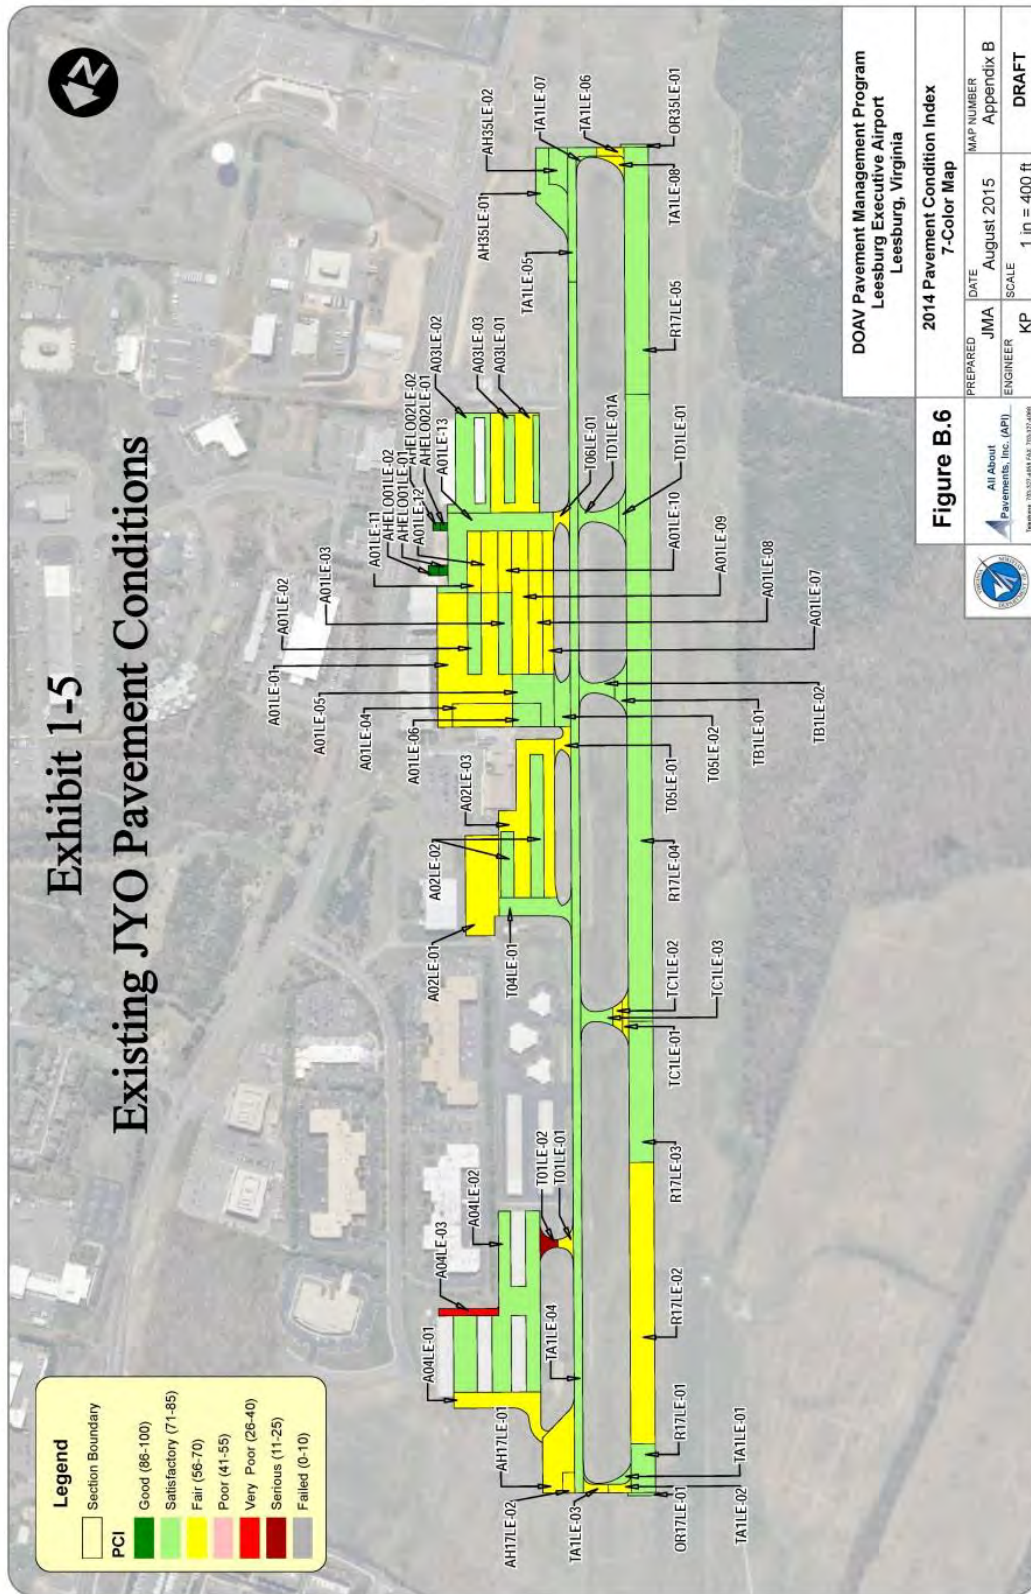 Exhibit 1-5
Existing JYO Pavement Conditions
Legend
Section Boundary
PCI
Good (86-100)
Satisfactory (71-85)
Fair (56-70)
Poor (41-55)
Very Poor (26-40)
Serious (11-25)
Failed (0-10)
N
A04LE-01
A04LE-03
A04LE-02
T01LE-02
T01LE-01
AH17LE-01
AH17LE-02
TA1LE-04
TA1LE-03
OR17LE-01
TA1LE-02
TA1LE-01
R17LE-01
R17LE-02
R17LE-03
TC1LE-01
TC1LE-03
TC1LE-02
R17LE-04
A02LE-01
T04LE-01
A02LE-02
A02LE-03
A01LE-06
A01LE-04
A01LE-05
A01LE-01
A01LE-02
A01LE-03
A01LE-11
AHELO01LE-02
AHELO01LE-01
A01LE-12
AHELO02LE-02
AHELO02LE-01
A01LE-13
A03LE-02
A03LE-03
A03LE-01
T05LE-01
T05LE-02
TB1LE-01
TB1LE-02
A01LE-07
A01LE-08
A01LE-09
A01LE-10
T06LE-01
TD1LE-01A
TD1LE-01
R17LE-05
TA1LE-05
AH35LE-01
AH35LE-02
TA1LE-07
TA1LE-06
TA1LE-08
OR35LE-01
DOAV Pavement Management Program
Leesburg Executive Airport
Leesburg, Virginia
Figure B.6
2014 Pavement Condition Index
7-Color Map
All About
Pavements, Inc. (API)
PREPARED
JMA
DATE
August 2015
MAP NUMBER
Appendix B
ENGINEER
KP
SCALE
1 in = 400 ft
DRAFT